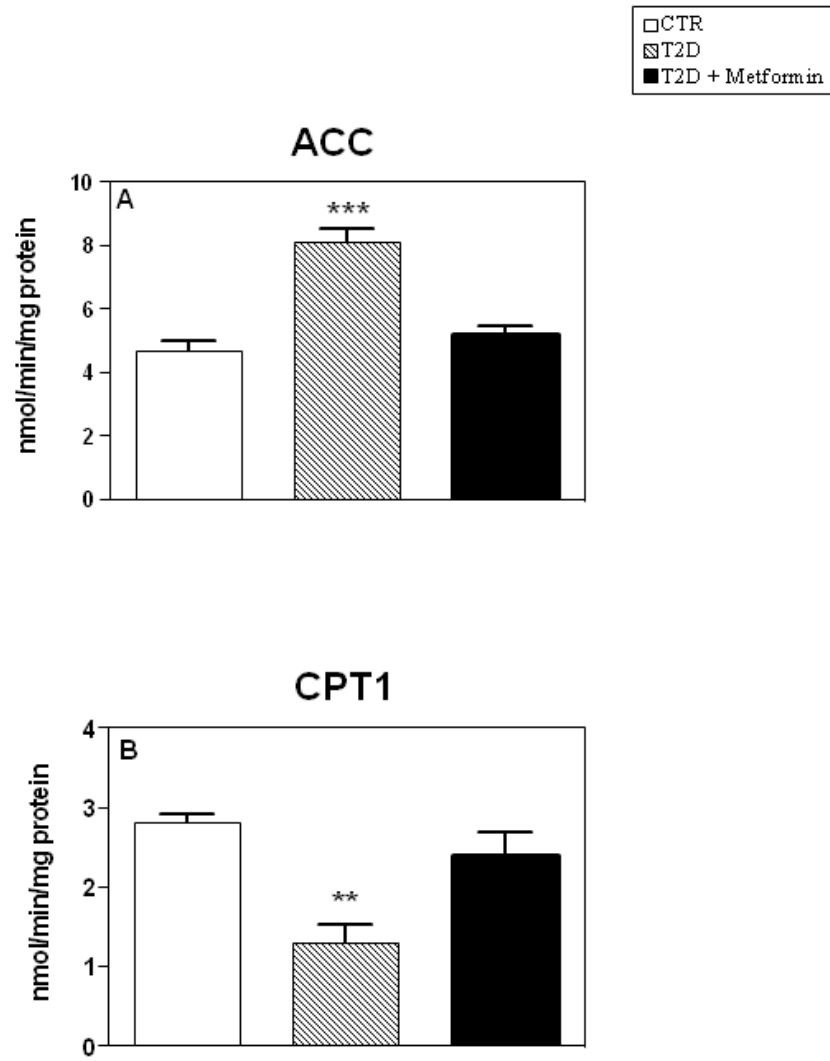 CTR
T2D
T2D + Metformin
ACC
A
***
10
8
6
4
2
0
nmol/min/mg protein
CPT1
B
**
4
3
2
1
0
nmol/min/mg protein